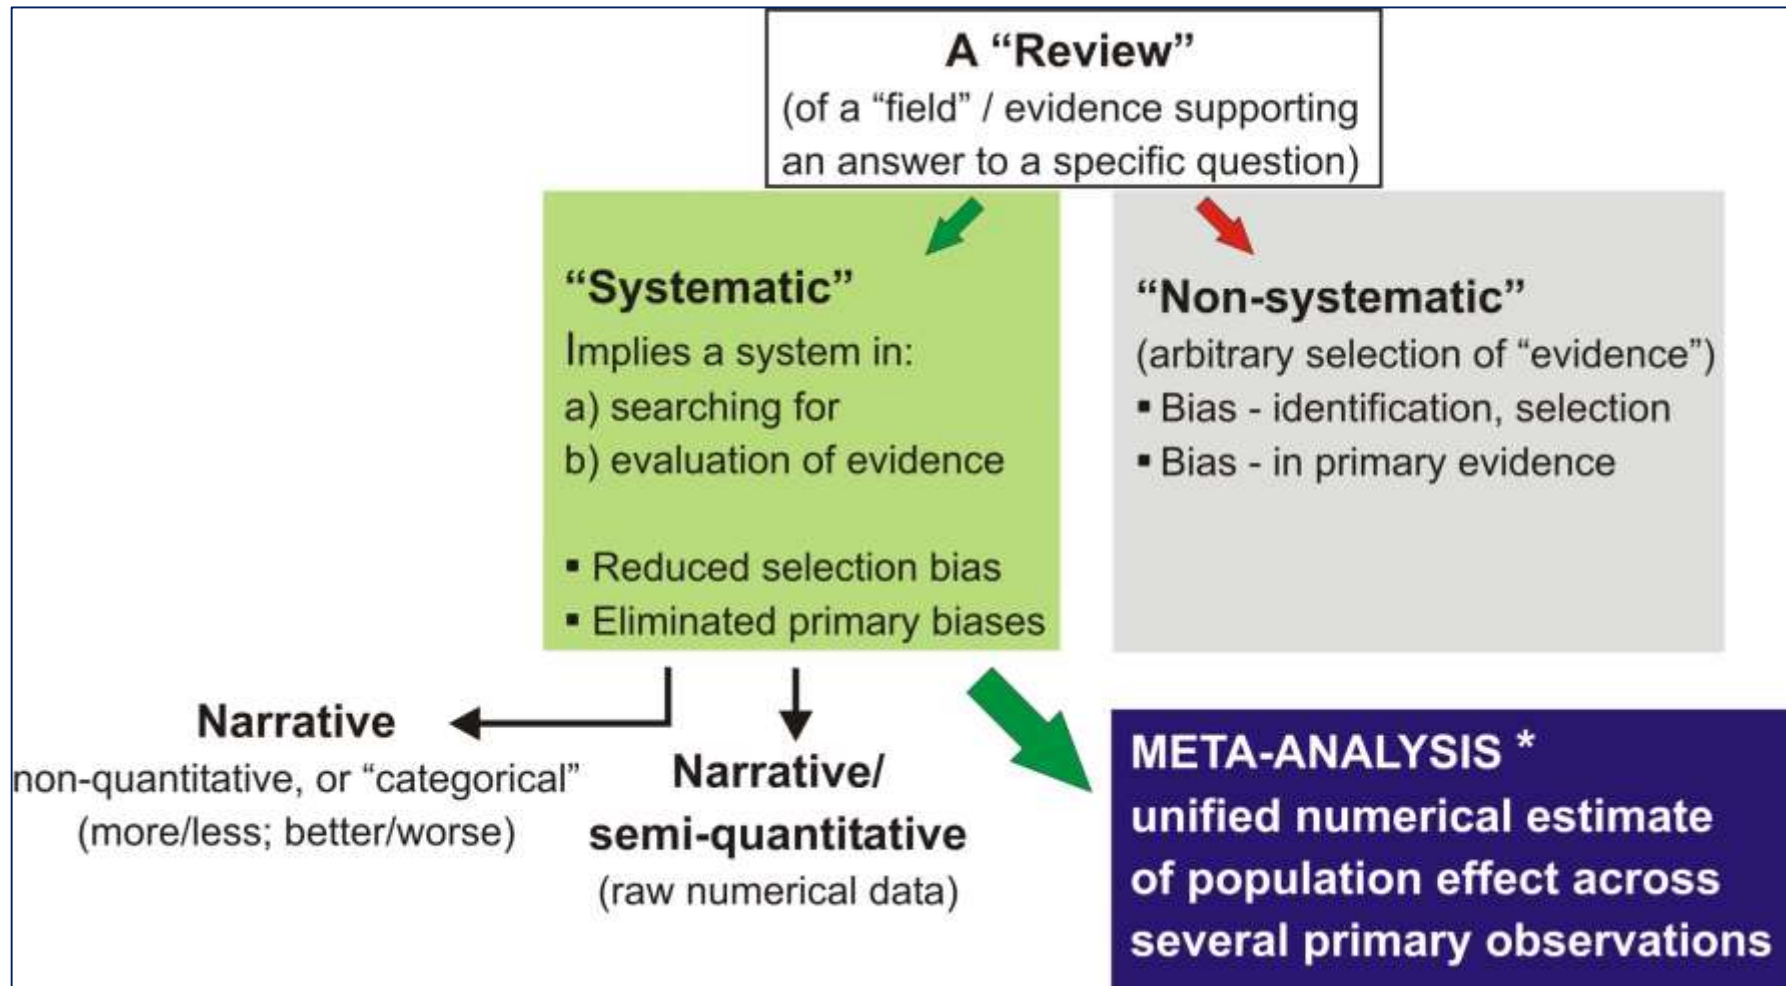 A “Review”
(of a “field” / evidence supporting
an answer to a specific question)
“Systematic”
Implies a system in:
a) searching for
b) evaluation of evidence
▪ Reduced selection bias
▪ Eliminated primary biases
“Non-systematic”
(arbitrary selection of “evidence”)
▪ Bias - identification, selection
▪ Bias - in primary evidence
Narrative
non-quantitative, or “categorical”
(more/less; better/worse)
Narrative/
semi-quantitative
(raw numerical data)
META-ANALYSIS *
unified numerical estimate
of population effect across
several primary observations